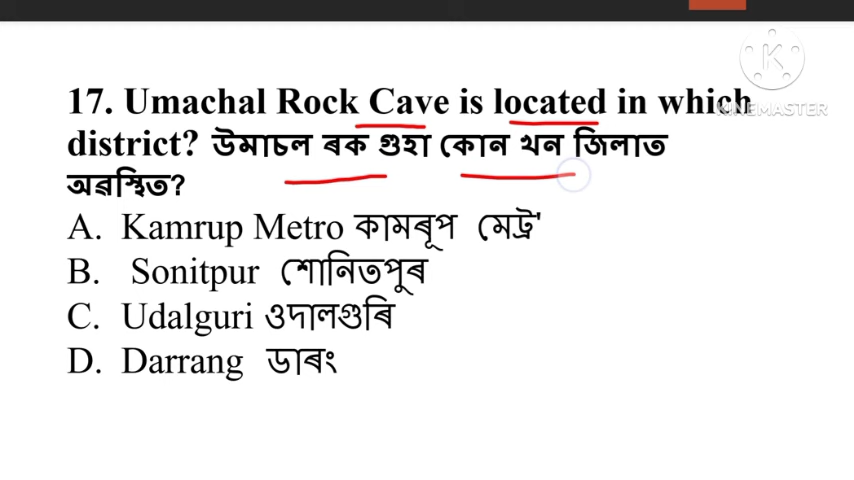 KINEMASTER
17. Umachal Rock Cave is located in which
district? উমাচল ৰক গুহা কোন খন জিলাত
অৱস্থিত?
A. Kamrup Metro কামৰূপ মেট্ৰ'
B. Sonitpur শোনিতপুৰ
C. Udalguri ওদালগুৰি
D. Darrang ডাৰং